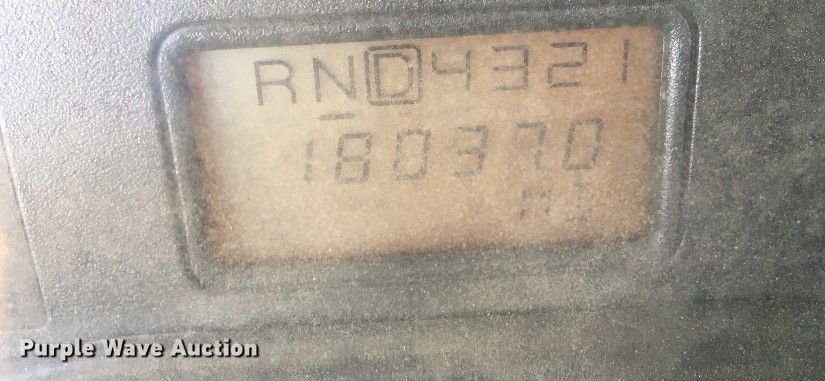 RND4321
180370
MI
Purple Wave Auction